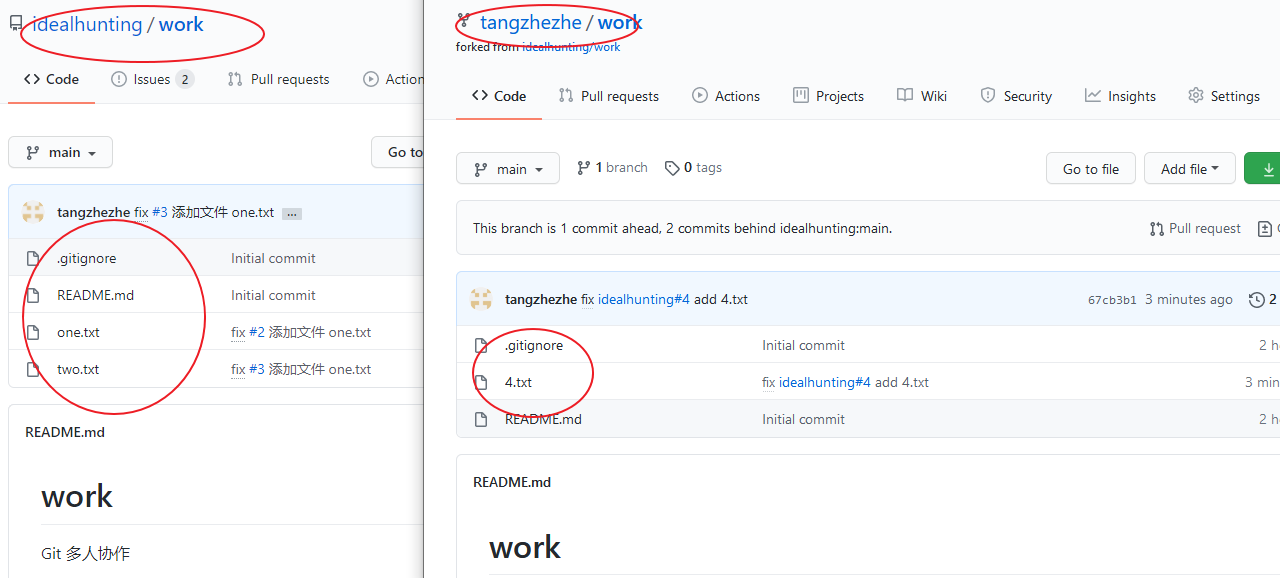 idealhunting / work
Code
Issues 2
Pull requests
Action
main
Go to
tangzhezhe fix #3 添加文件 one.txt ...
.gitignore Initial commit
README.md Initial commit
one.txt fix #2 添加文件 one.txt
two.txt fix #3 添加文件 one.txt
README.md
work
Git 多人协作
tangzhezhe / work
forked from idealhunting/work
Code
Pull requests
Actions
Projects
Wiki
Security
Insights
Settings
main
1 branch
0 tags
Go to file
Add file
This branch is 1 commit ahead, 2 commits behind idealhunting:main.
Pull request
tangzhezhe fix idealhunting#4 add 4.txt 67cb3b1 3 minutes ago 2
.gitignore Initial commit 2 h
4.txt fix idealhunting#4 add 4.txt 3 min
README.md Initial commit 2 h
README.md
work